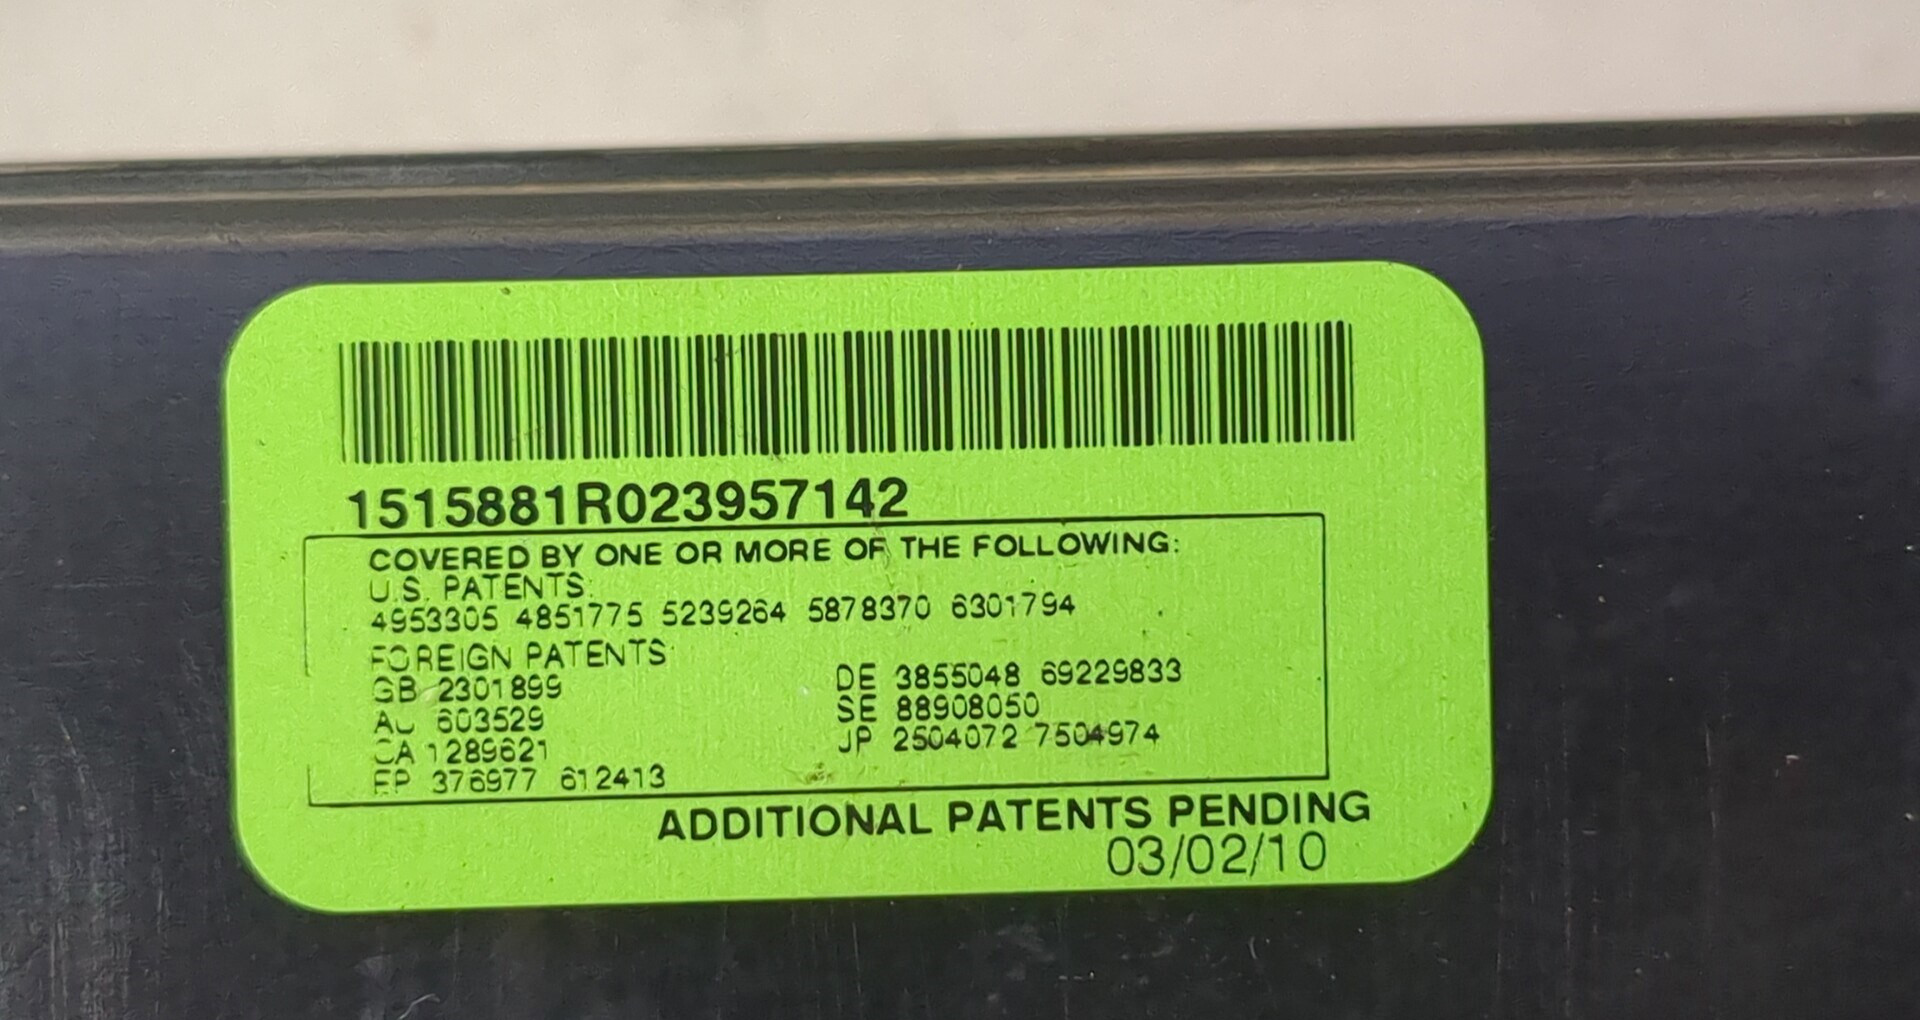 1515881R023957142
COVERED BY ONE OR MORE OF THE FOLLOWING:
U.S. PATENTS:
4953305 4851775 5239264 5878370 6301794
FOREIGN PATENTS:
GB 2301899
AU 603529
CA 1289621
EP 376977 612413
DE 3855048 69229833
SE 88908050
JP 2504072 7504974
ADDITIONAL PATENTS PENDING
03/02/10